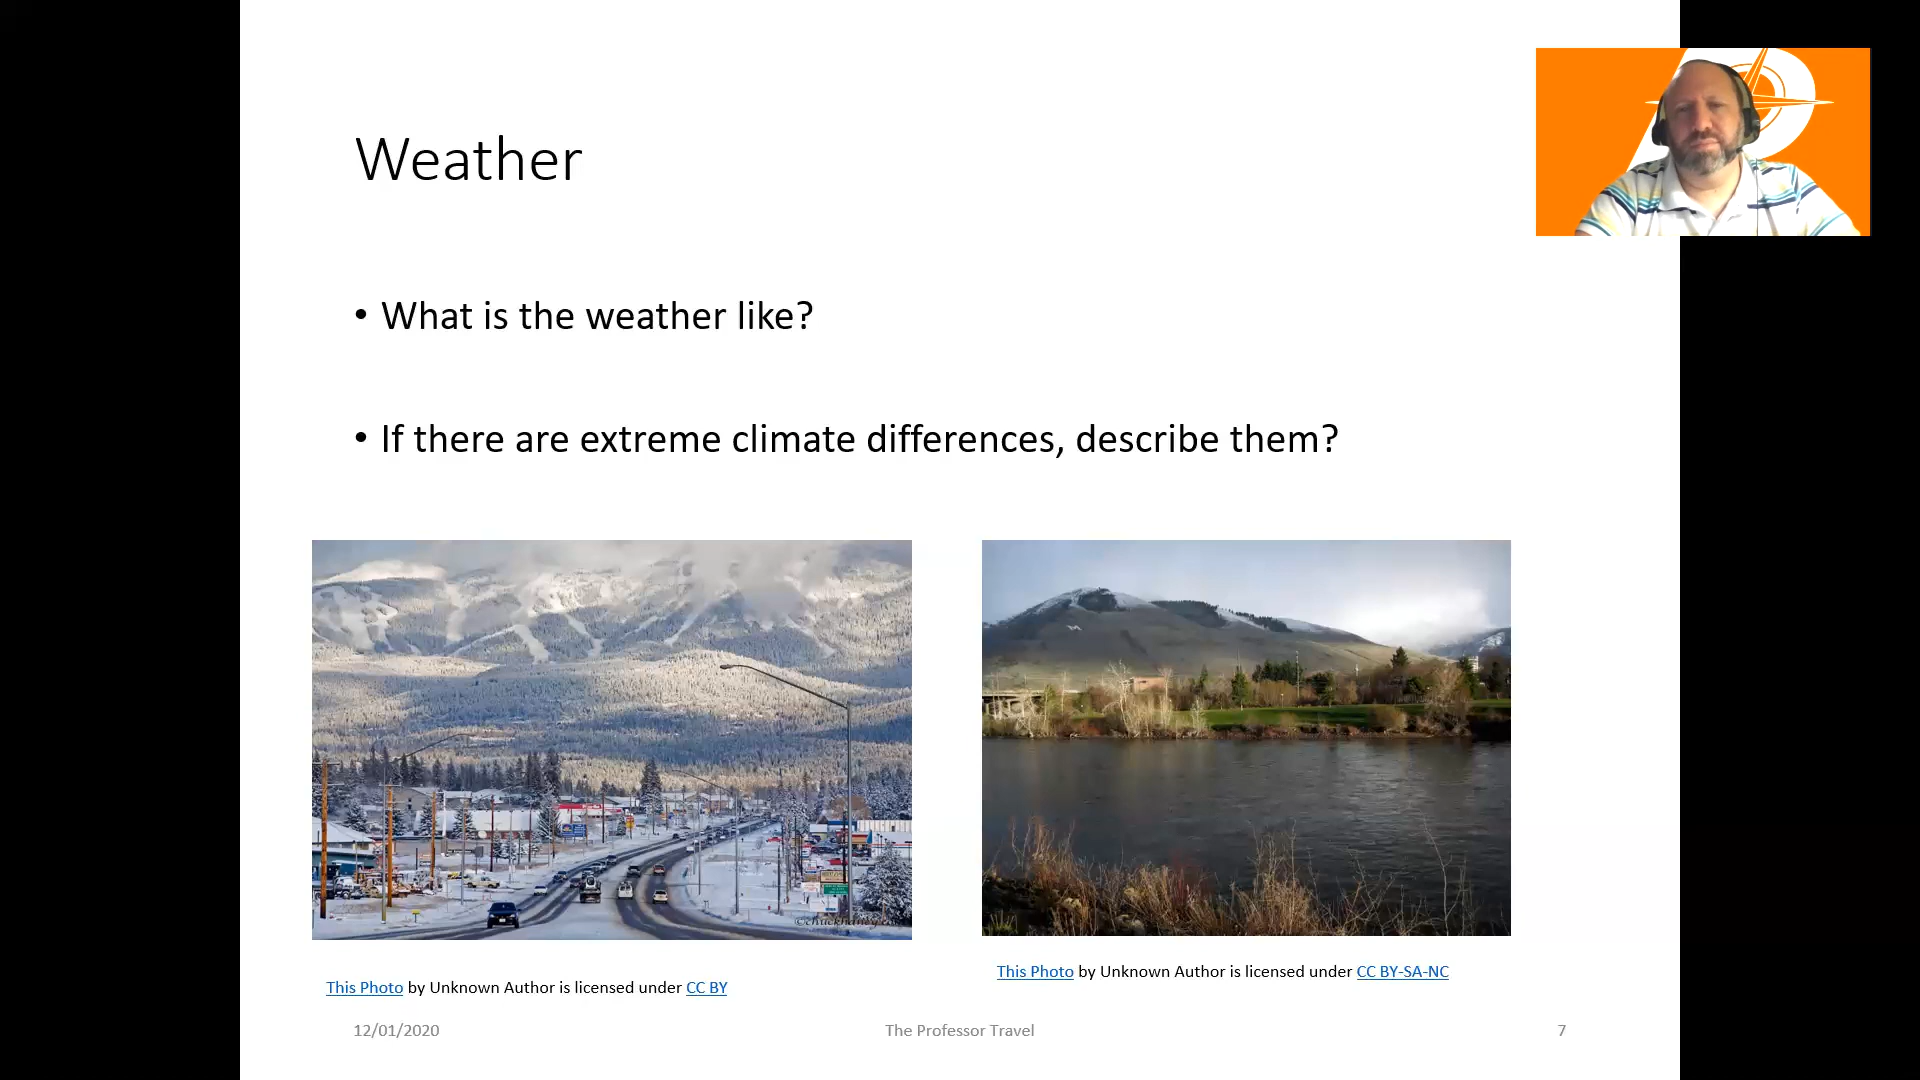 Weather
• What is the weather like?
• If there are extreme climate differences, describe them?
This Photo by Unknown Author is licensed under CC BY
This Photo by Unknown Author is licensed under CC BY-SA-NC
12/01/2020
The Professor Travel
7